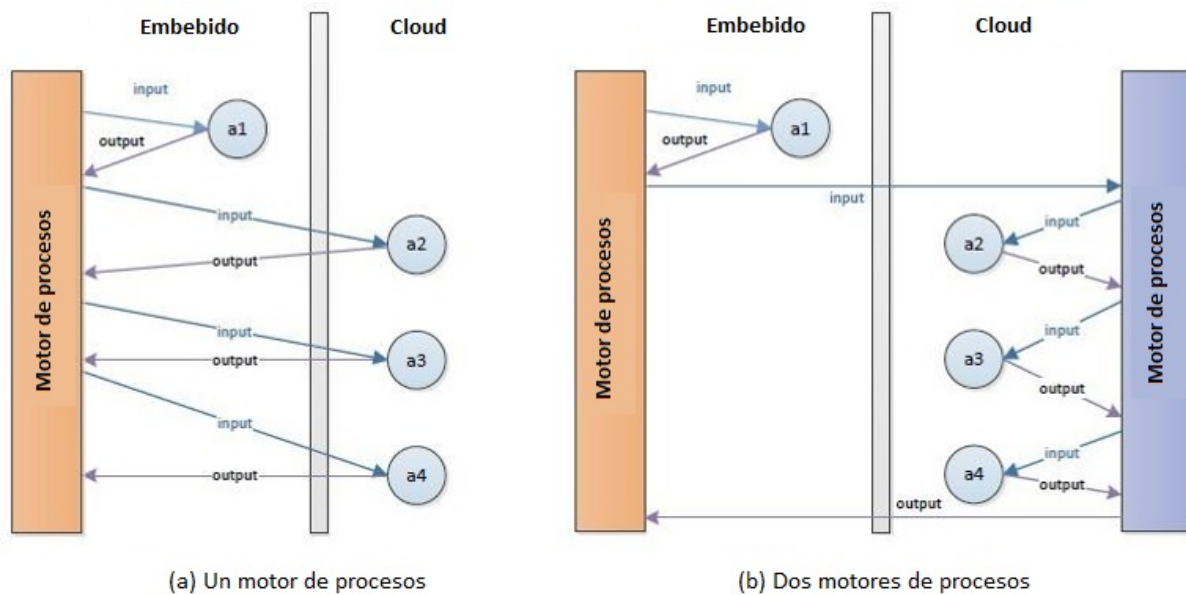 Embebido
Cloud
Motor de procesos
input
a1
output
input
a2
output
input
a3
output
input
a4
output
(a) Un motor de procesos
Embebido
Cloud
Motor de procesos
Motor de procesos
input
a1
output
input
input
a2
output
input
a3
output
input
a4
output
output
(b) Dos motores de procesos